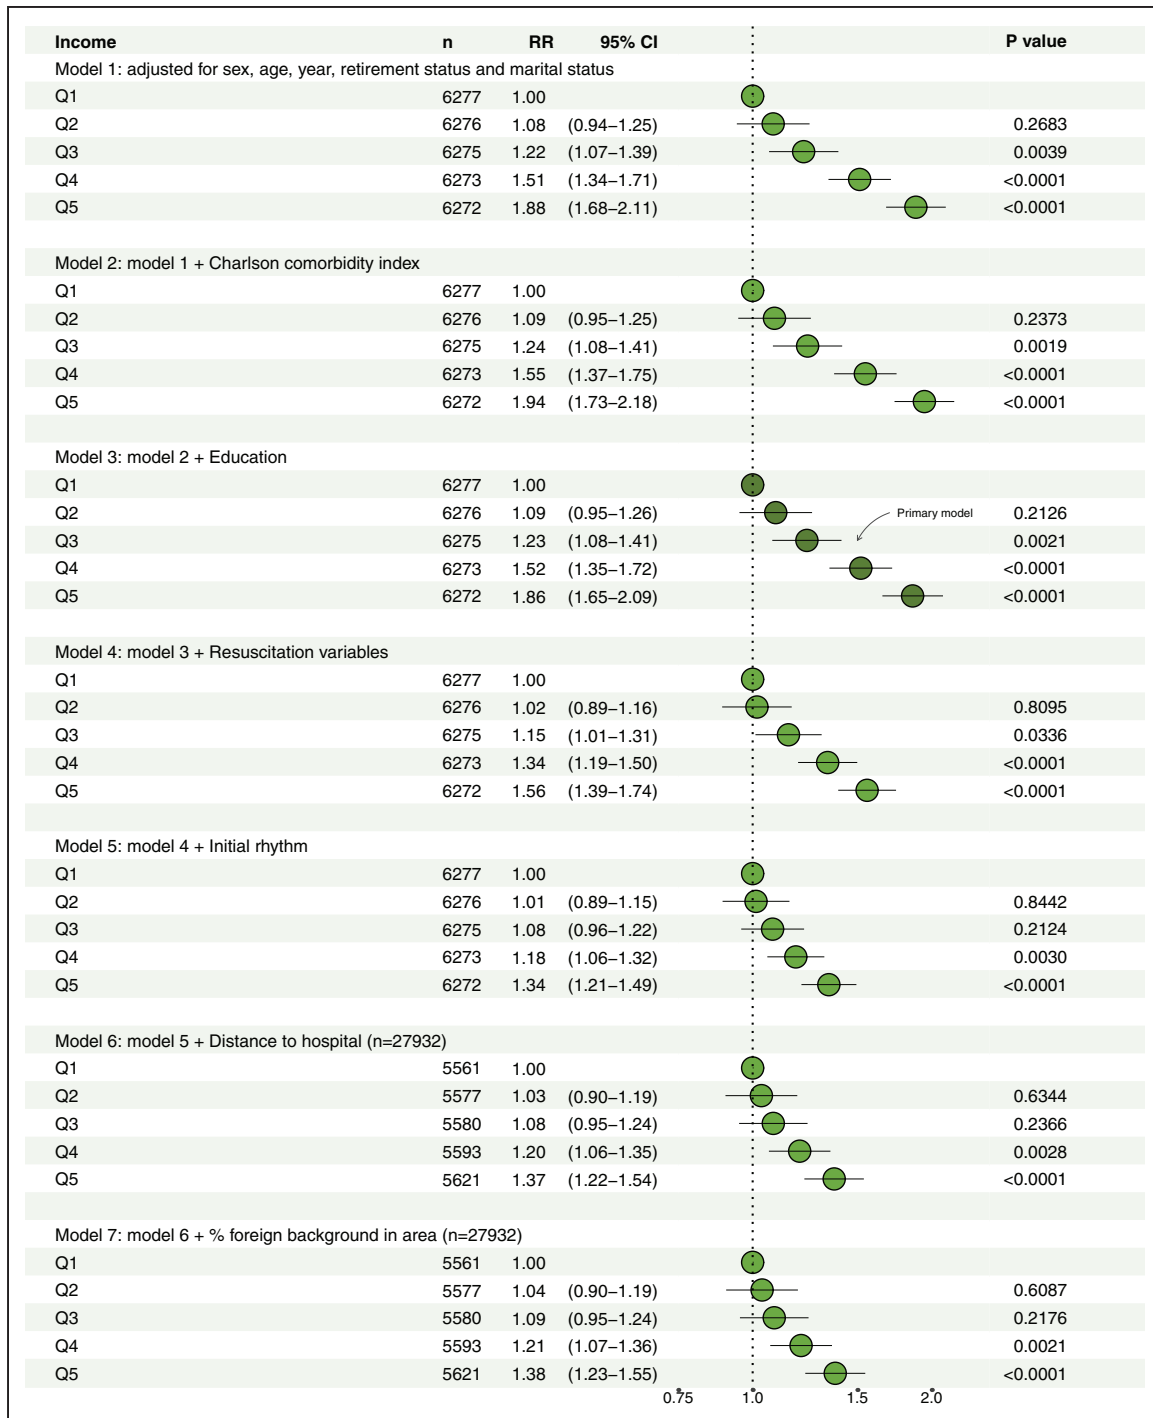 Income n RR 95% CI P value
Model 1: adjusted for sex, age, year, retirement status and marital status
Q1 6277 1.00
Q2 6276 1.08 (0.94–1.25) 0.2683
Q3 6275 1.22 (1.07–1.39) 0.0039
Q4 6273 1.51 (1.34–1.71) <0.0001
Q5 6272 1.88 (1.68–2.11) <0.0001
Model 2: model 1 + Charlson comorbidity index
Q1 6277 1.00
Q2 6276 1.09 (0.95–1.25) 0.2373
Q3 6275 1.24 (1.08–1.41) 0.0019
Q4 6273 1.55 (1.37–1.75) <0.0001
Q5 6272 1.94 (1.73–2.18) <0.0001
Model 3: model 2 + Education
Q1 6277 1.00
Q2 6276 1.09 (0.95–1.26) Primary model 0.2126
Q3 6275 1.23 (1.08–1.41) 0.0021
Q4 6273 1.52 (1.35–1.72) <0.0001
Q5 6272 1.86 (1.65–2.09) <0.0001
Model 4: model 3 + Resuscitation variables
Q1 6277 1.00
Q2 6276 1.02 (0.89–1.16) 0.8095
Q3 6275 1.15 (1.01–1.31) 0.0336
Q4 6273 1.34 (1.19–1.50) <0.0001
Q5 6272 1.56 (1.39–1.74) <0.0001
Model 5: model 4 + Initial rhythm
Q1 6277 1.00
Q2 6276 1.01 (0.89–1.15) 0.8442
Q3 6275 1.08 (0.96–1.22) 0.2124
Q4 6273 1.18 (1.06–1.32) 0.0030
Q5 6272 1.34 (1.21–1.49) <0.0001
Model 6: model 5 + Distance to hospital (n=27932)
Q1 5561 1.00
Q2 5577 1.03 (0.90–1.19) 0.6344
Q3 5580 1.08 (0.95–1.24) 0.2366
Q4 5593 1.20 (1.06–1.35) 0.0028
Q5 5621 1.37 (1.22–1.54) <0.0001
Model 7: model 6 + % foreign background in area (n=27932)
Q1 5561 1.00
Q2 5577 1.04 (0.90–1.19) 0.6087
Q3 5580 1.09 (0.95–1.24) 0.2176
Q4 5593 1.21 (1.07–1.36) 0.0021
Q5 5621 1.38 (1.23–1.55) <0.0001
0.75 1.0 1.5 2.0